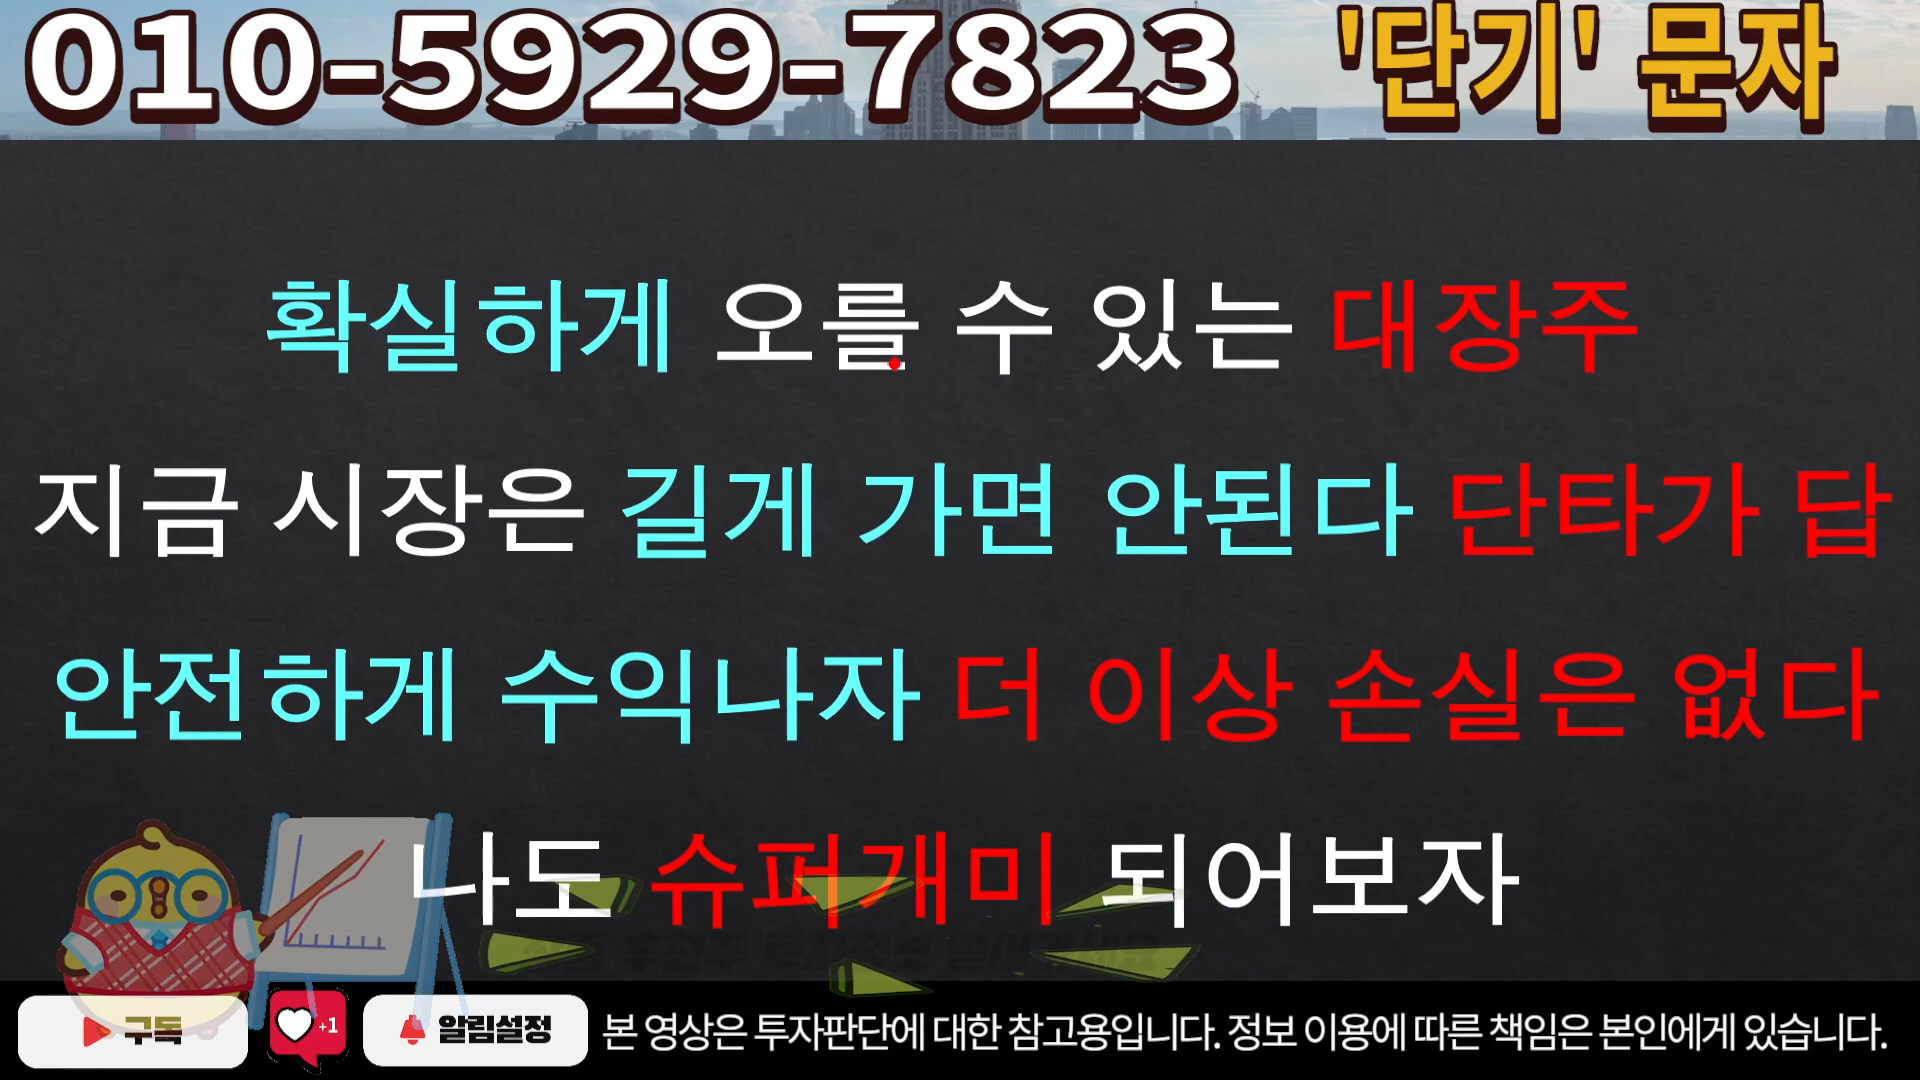 010-5929-7823 '단기' 문자
확실하게 오를 수 있는 대장주
지금 시장은 길게 가면 안된다 단타가 답
안전하게 수익나자 더 이상 손실은 없다
나도 슈퍼개미 되어보자
구독 +1 알림설정 본 영상은 투자판단에 대한 참고용입니다. 정보 이용에 따른 책임은 본인에게 있습니다.